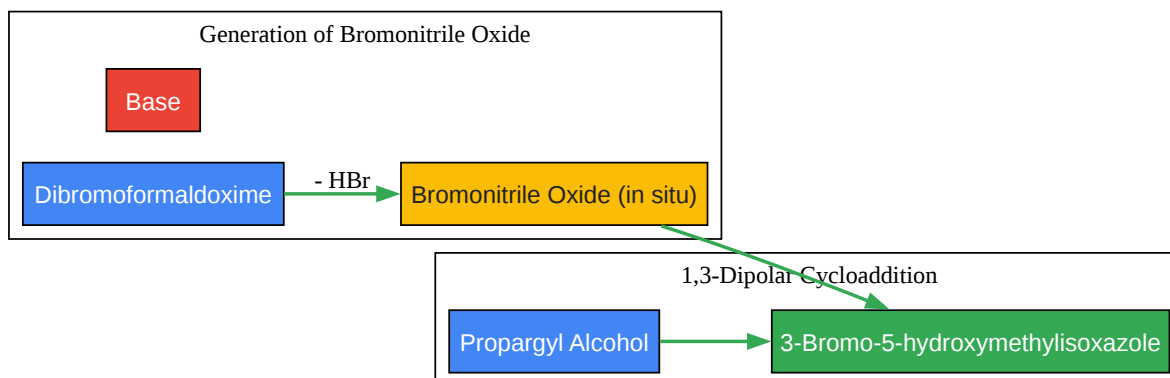 Generation of Bromonitrile Oxide
Base
Dibromoformaldoxime
- HBr
Bromonitrile Oxide (in situ)
1,3-Dipolar Cycloaddition
Propargyl Alcohol
3-Bromo-5-hydroxymethylisoxazole